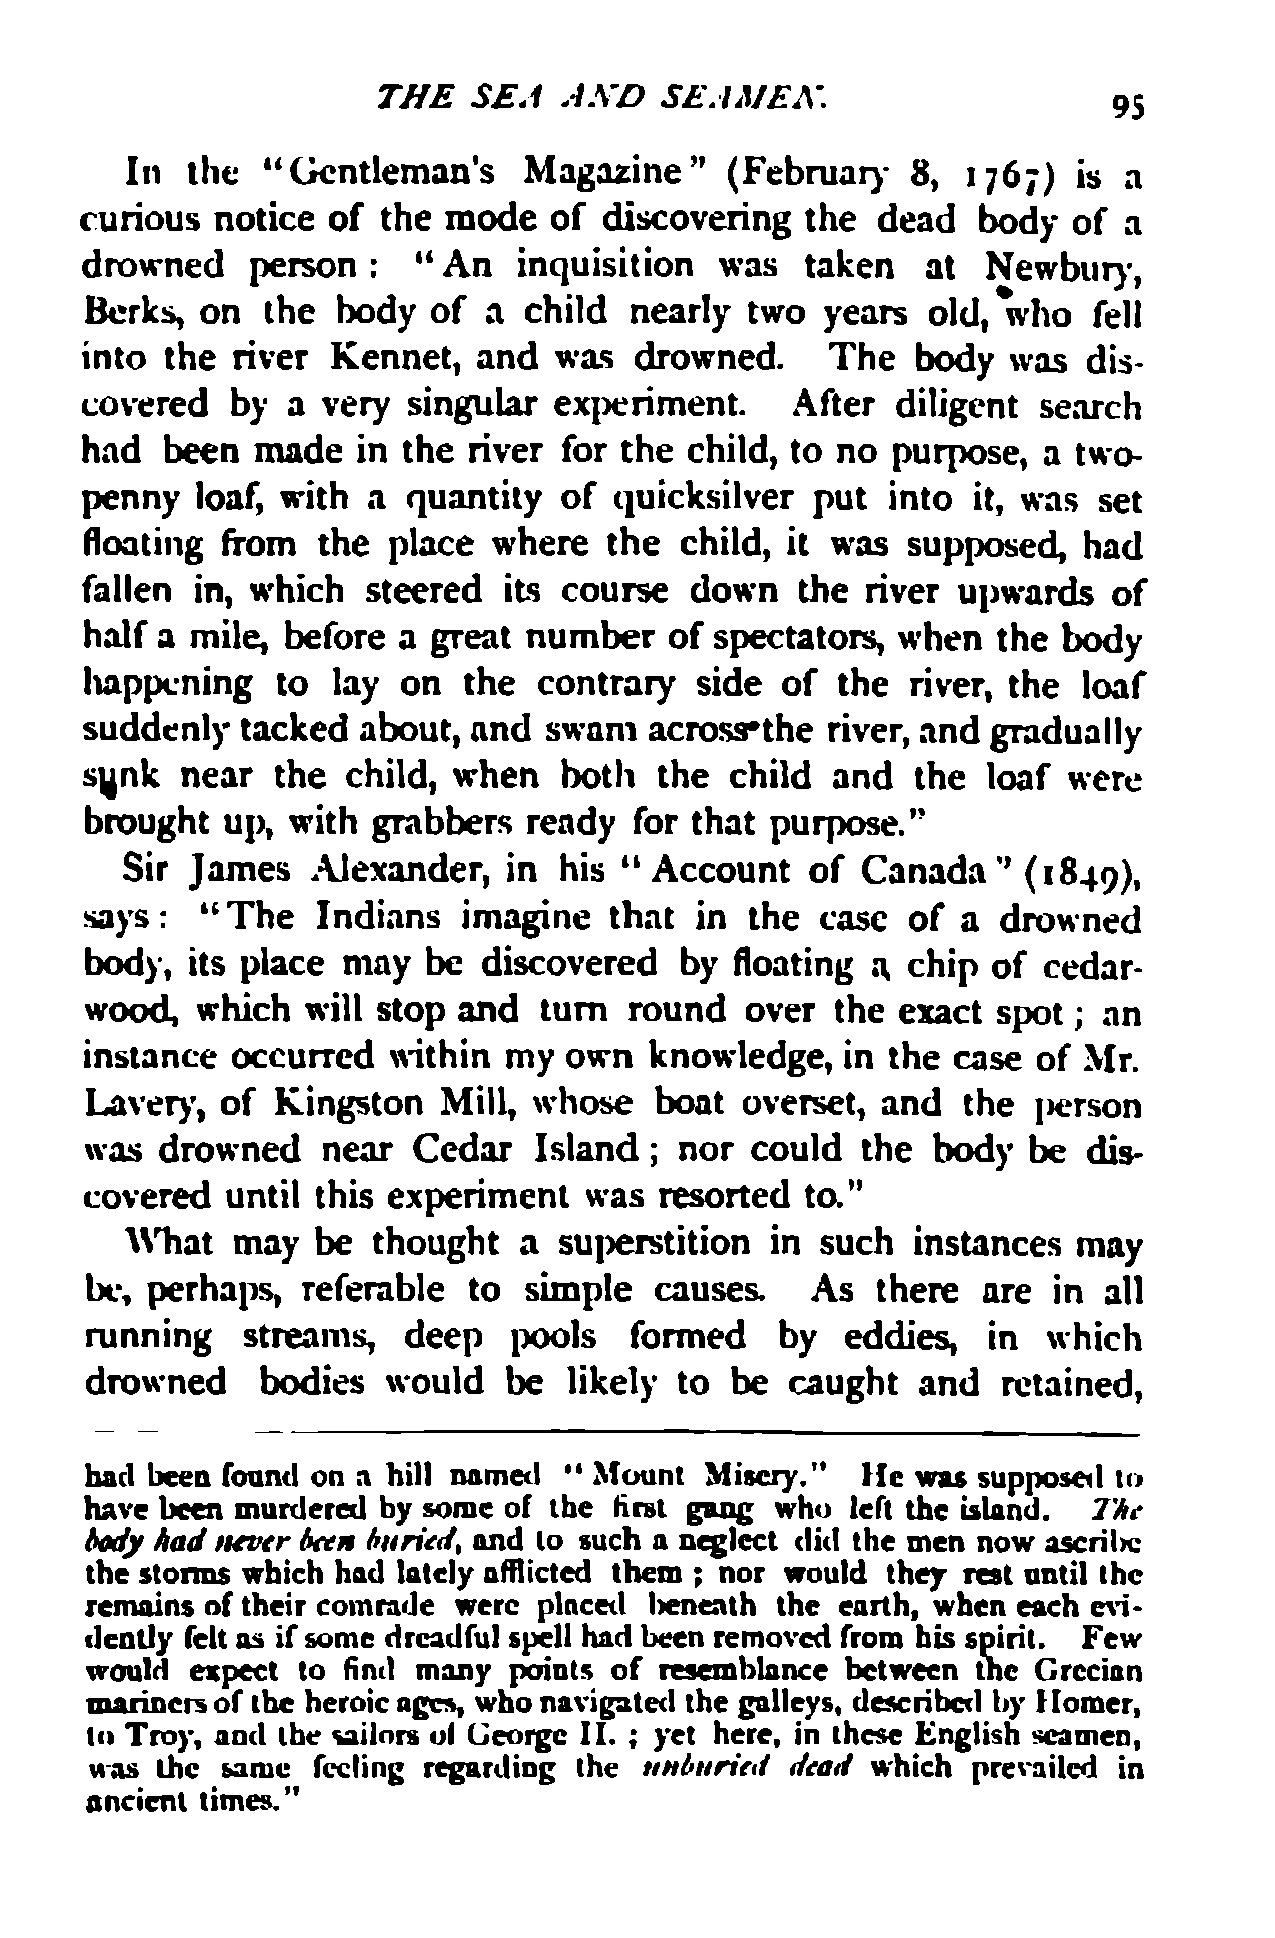 THE SEA AND SEAMEN. 95
In the "Gentleman's Magazine" (February 8, 1767) is a
curious notice of the mode of discovering the dead body of a
drowned person : "An inquisition was taken at Newbury,
Berks, on the body of a child nearly two years old, who fell
into the river Kennet, and was drowned. The body was dis-
covered by a very singular experiment. After diligent search
had been made in the river for the child, to no purpose, a two-
penny loaf, with a quantity of quicksilver put into it, was set
floating from the place where the child, it was supposed, had
fallen in, which steered its course down the river upwards of
half a mile, before a great number of spectators, when the body
happening to lay on the contrary side of the river, the loaf
suddenly tacked about, and swam across the river, and gradually
sunk near the child, when both the child and the loaf were
brought up, with grabbers ready for that purpose."
Sir James Alexander, in his "Account of Canada" (1849),
says : "The Indians imagine that in the case of a drowned
body, its place may be discovered by floating a chip of cedar-
wood, which will stop and turn round over the exact spot ; an
instance occurred within my own knowledge, in the case of Mr.
Lavery, of Kingston Mill, whose boat overset, and the person
was drowned near Cedar Island ; nor could the body be dis-
covered until this experiment was resorted to."
What may be thought a superstition in such instances may
be, perhaps, referable to simple causes. As there are in all
running streams, deep pools formed by eddies, in which
drowned bodies would be likely to be caught and retained,
had been found on a hill named "Mount Misery." He was supposed to
have been murdered by some of the first gang who left the island. The
body had never been buried, and to such a neglect did the men now ascribe
the storms which had lately afflicted them ; nor would they rest until the
remains of their comrade were placed beneath the earth, when each evi-
dently felt as if some dreadful spell had been removed from his spirit. Few
would expect to find many points of resemblance between the Grecian
mariners of the heroic ages, who navigated the galleys, described by Homer,
to Troy, and the sailors of George II. ; yet here, in these English seamen,
was the same feeling regarding the unburied dead which prevailed in
ancient times."